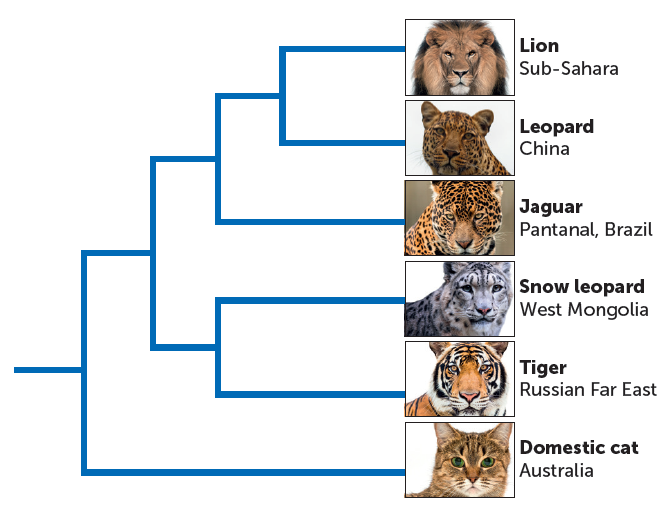 Lion
Sub-Sahara
Leopard
China
Jaguar
Pantanal, Brazil
Snow leopard
West Mongolia
Tiger
Russian Far East
Domestic cat
Australia